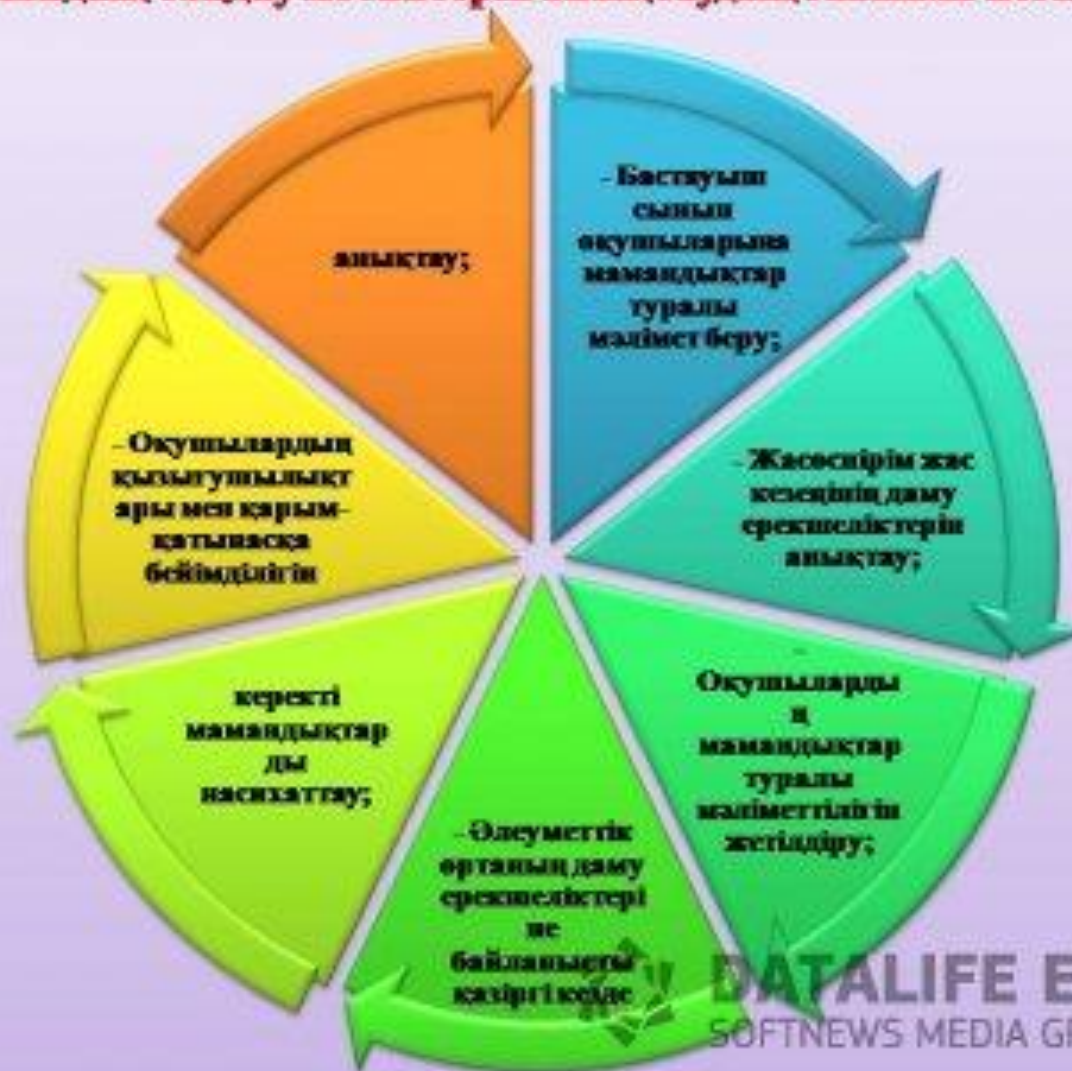 - Бастауыш
сынып
оқушыларына
мамандықтар
туралы
мәлімет беру;
- Жасөспірім жас
кезеңінің даму
ерекшеліктерін
анықтау;
-
Оқушыларды
ң
мамандықтар
туралы
мәліметтілігін
жетілдіру;
- Әлеуметтік
ортаның даму
ерекшеліктері
не
байланысты
қазіргі кезде
керекті
мамандықтар
ды
насихаттау;
- Оқушылардың
қызығушылықт
ары мен қарым-
қатынасқа
бейімділігін
анықтау;
DATALIFE E
SOFTNEWS MEDIA GR